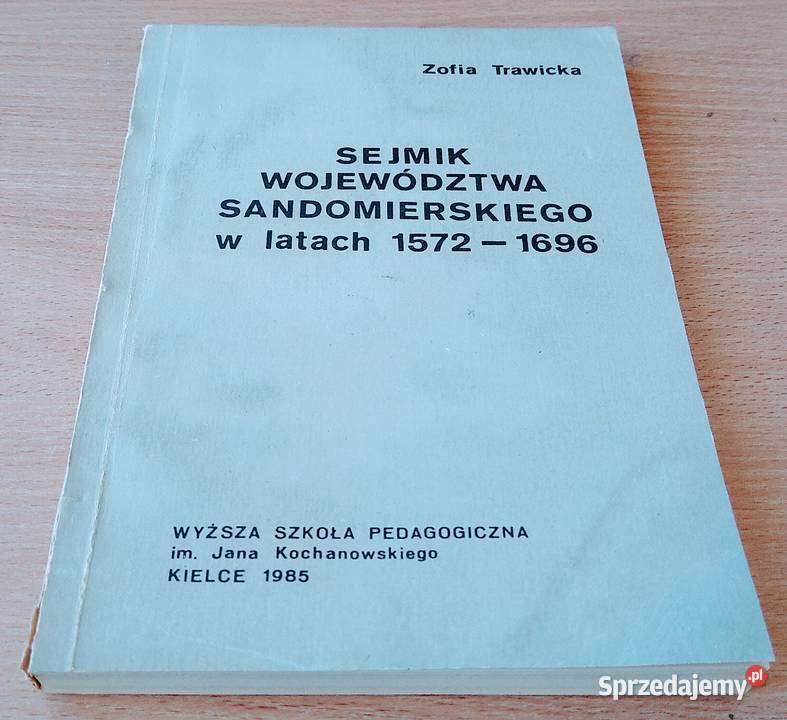 Zofia Trawicka
SEJMIK
WOJEWÓDZTWA
SANDOMIERSKIEGO
w latach 1572 — 1696
WYŻSZA SZKOŁA PEDAGOGICZNA
im. Jana Kochanowskiego
KIELCE 1985
Sprzedajemy.pl